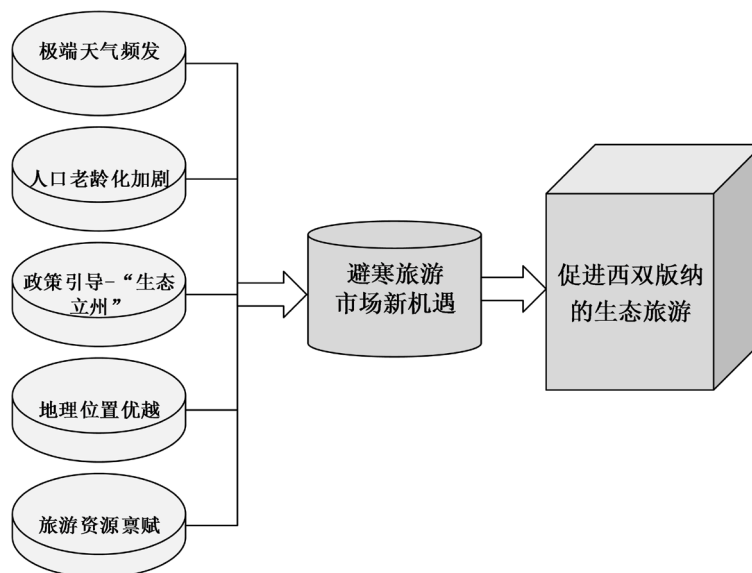 极端天气频发
人口老龄化加剧
政策引导-“生态
立州”
地理位置优越
旅游资源禀赋
避寒旅游
市场新机遇
促进西双版纳
的生态旅游